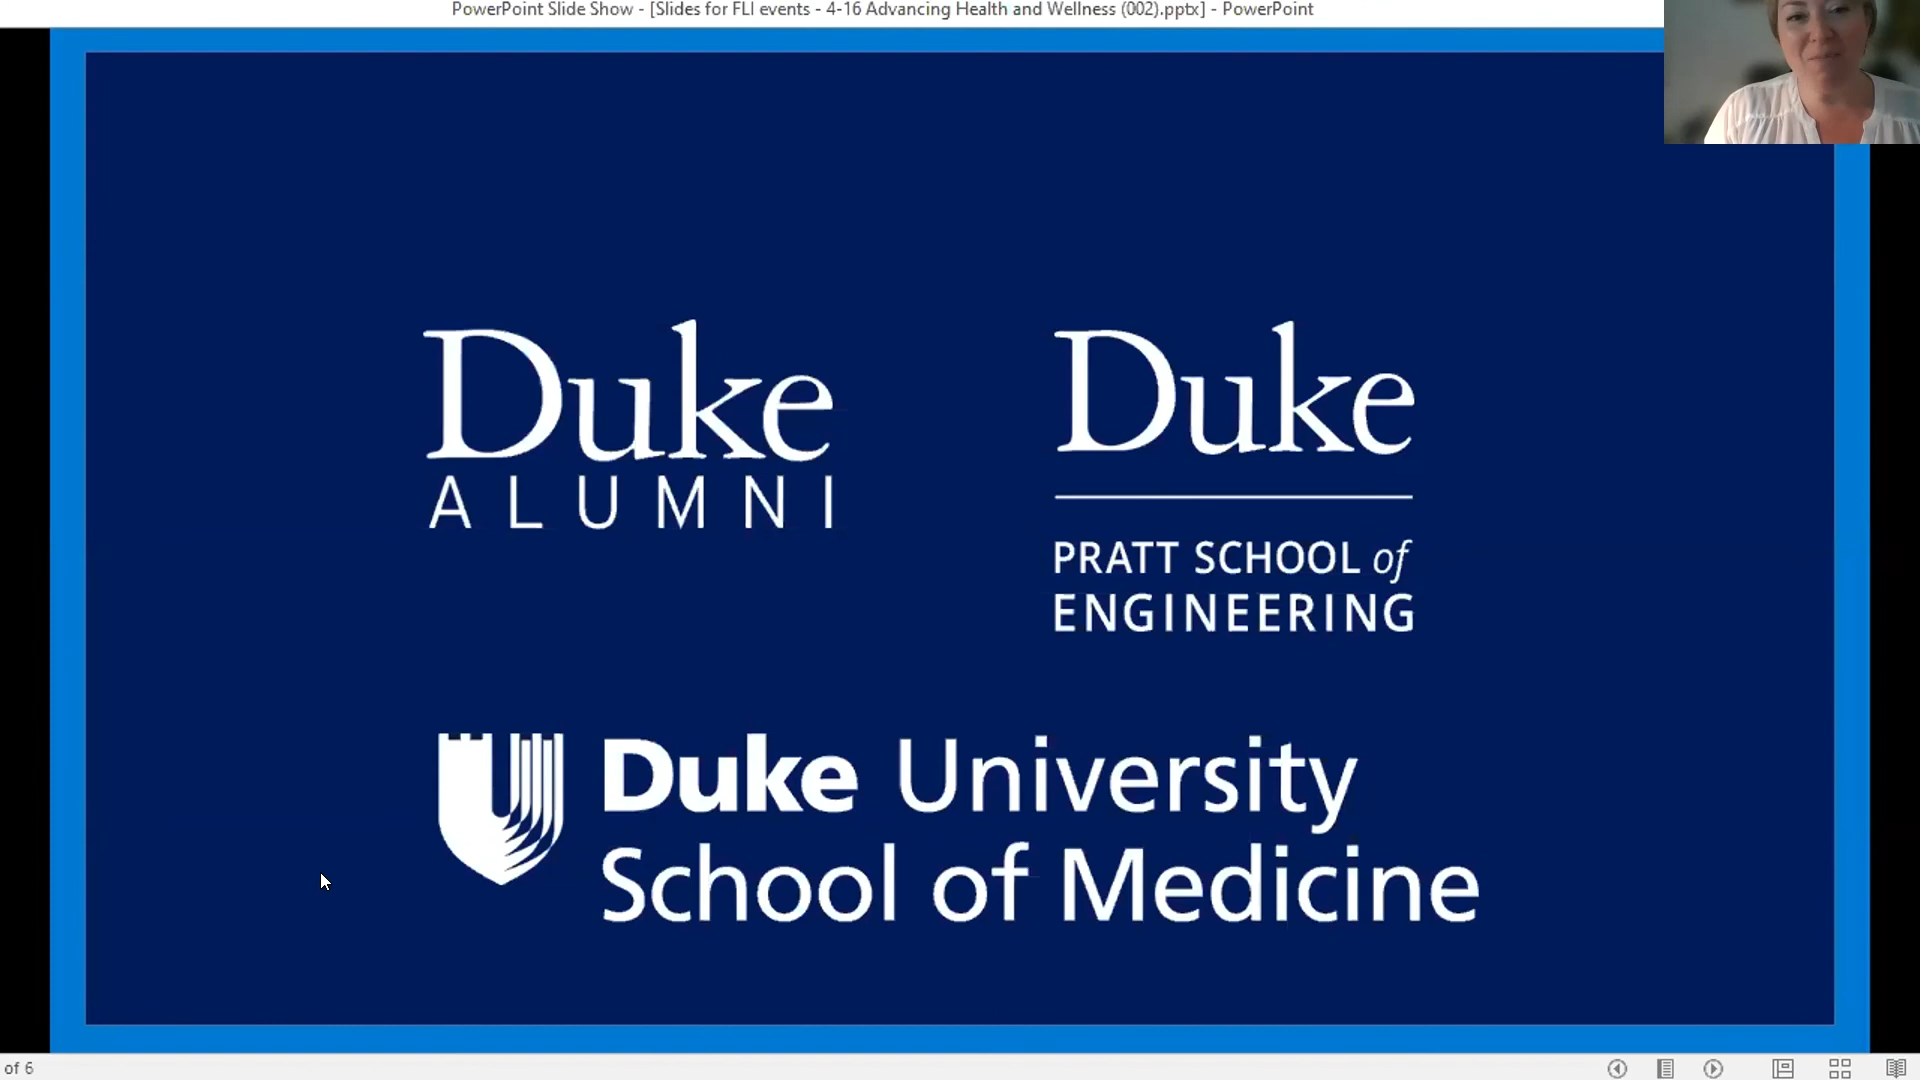 PowerPoint Slide Show - [Slides for FLI events - 4-16 Advancing Health and Wellness (002).pptx] - PowerPoint
Duke
ALUMNI
Duke
PRATT SCHOOL of
ENGINEERING
Duke University
School of Medicine
of 6